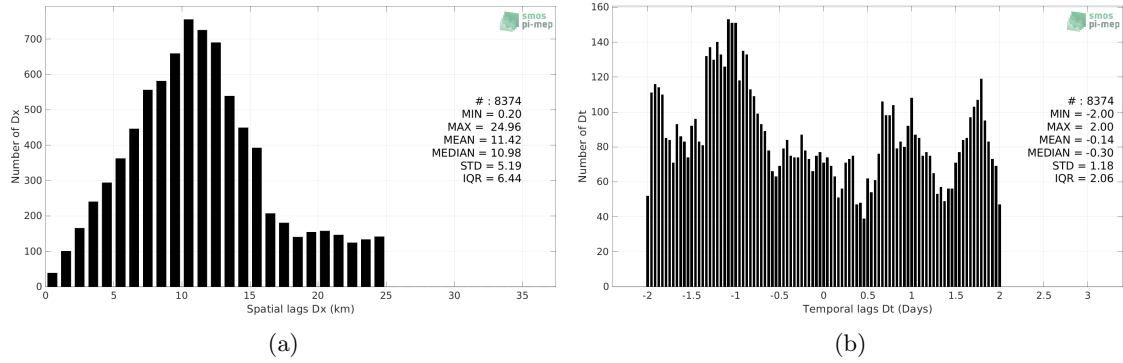 smos
pi-mep
Number of Dx
700
600
500
400
300
200
100
0
# : 8374
MIN = 0.20
MAX = 24.96
MEAN = 11.42
MEDIAN = 10.98
STD = 5.19
IQR = 6.44
0 5 10 15 20 25 30 35
Spatial lags Dx (km)
(a)
smos
pi-mep
Number of Dt
160
140
120
100
80
60
40
20
0
# : 8374
MIN = -2.00
MAX = 2.00
MEAN = -0.14
MEDIAN = -0.30
STD = 1.18
IQR = 2.06
-2 -1.5 -1 -0.5 0 0.5 1 1.5 2 2.5 3
Temporal lags Dt (Days)
(b)